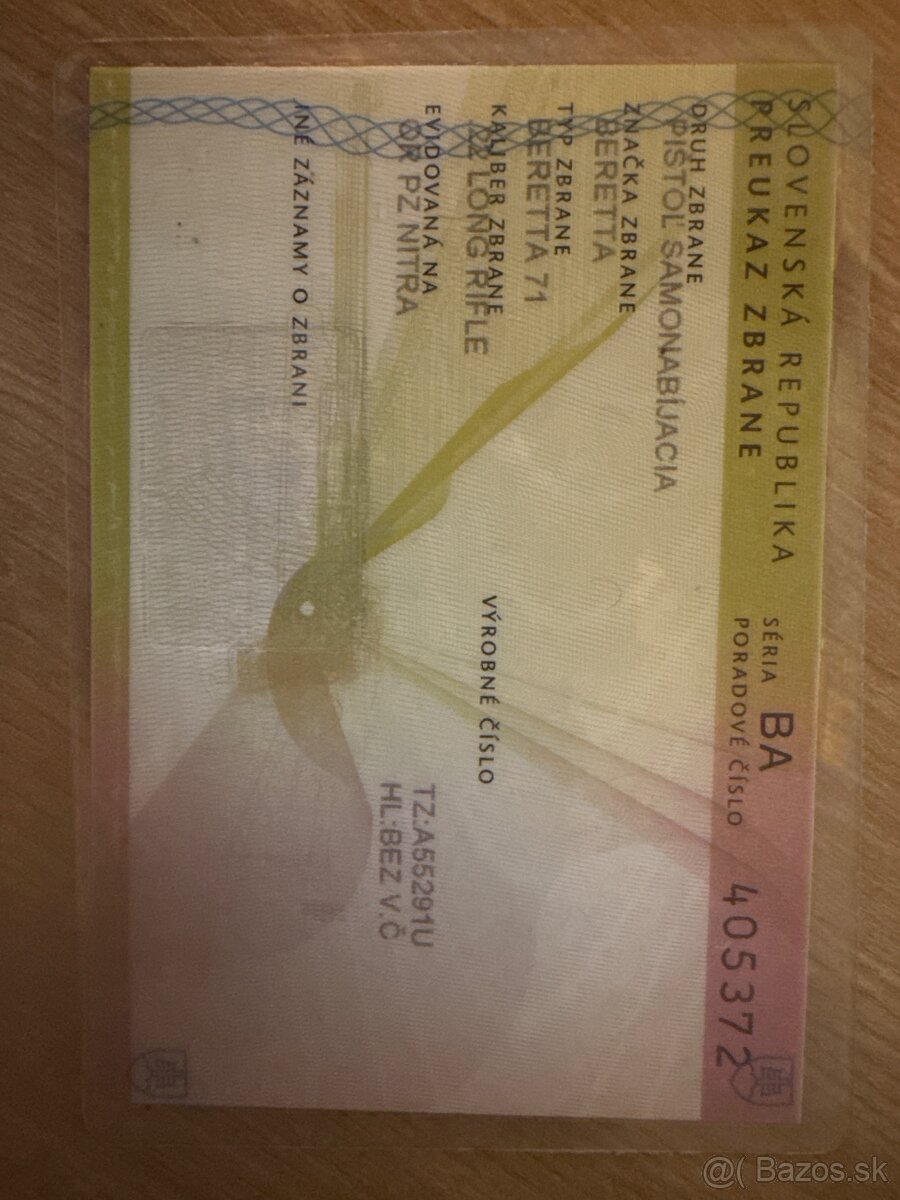 SLOVENSKÁ REPUBLIKA
PREUKAZ ZBRANE
SÉRIA BA
PORADOVÉ ČÍSLO 405372
DRUH ZBRANE
PIŠTOĽ SAMONABÍJACIA
ZNAČKA ZBRANE
BERETTA
TYP ZBRANE
BERETTA 71
KALIBER ZBRANE
22 LONG RIFLE
VÝROBNÉ ČÍSLO
EVIDOVANÁ NA
OR PZ NITRA
TZ:A55291U
HL:BEZ V.Č
INÉ ZÁZNAMY O ZBRANI
@( Bazos.sk